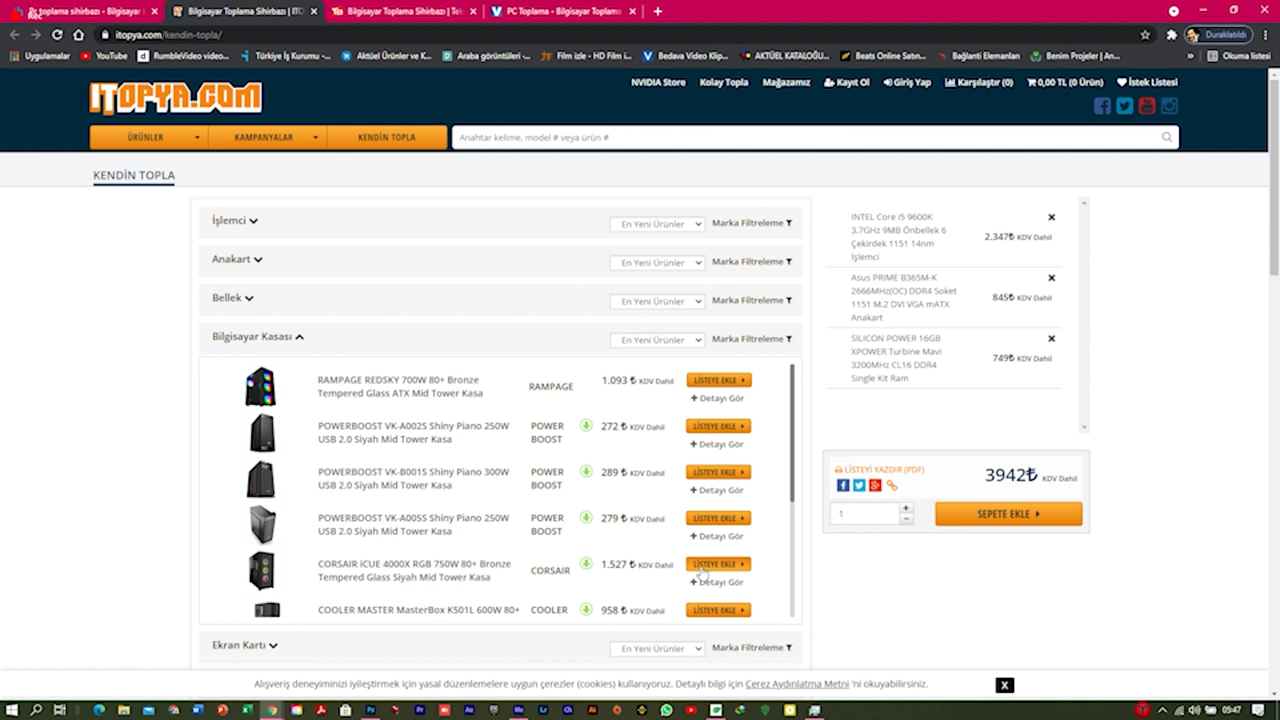 Pc toplama sihirbazı - Bilgisayar
Bilgisayar Toplama Sihirbazı | İTO
Bilgisayar Toplama Sihirbazı | Tek
PC Toplama - Bilgisayar Toplama
itopya.com/kendin-topla/
Duraklatıldı
Uygulamalar
YouTube
RumbleVideo video...
Türkiye İş Kurumu -...
Aktüel Ürünler ve K...
Araba görüntüleri -...
Film izle - HD Film i...
Bedava Video Klip...
AKTÜEL KATALOĞU...
Beats Online Satın...
Bağlanti Elemanları
Benim Projeler | An...
Okuma listesi
ITOPYA.COM
NVIDIA Store Kolay Topla Mağazamız Kayıt Ol Giriş Yap Karşılaştır (0) 0,00 TL (0 Ürün) İstek Listesi
ÜRÜNLER KAMPANYALAR KENDİN TOPLA Anahtar kelime, model # veya ürün #
KENDİN TOPLA
İşlemci En Yeni Ürünler Marka Filtreleme
Anakart En Yeni Ürünler Marka Filtreleme
Bellek En Yeni Ürünler Marka Filtreleme
Bilgisayar Kasası En Yeni Ürünler Marka Filtreleme
RAMPAGE REDSKY 700W 80+ Bronze
Tempered Glass ATX Mid Tower Kasa
RAMPAGE
1.093 ₺ KDV Dahil
LİSTEYE EKLE
Detayı Gör
POWERBOOST VK-A002S Shiny Piano 250W
USB 2.0 Siyah Mid Tower Kasa
POWER
BOOST
272 ₺ KDV Dahil
LİSTEYE EKLE
Detayı Gör
POWERBOOST VK-B001S Shiny Piano 300W
USB 2.0 Siyah Mid Tower Kasa
POWER
BOOST
289 ₺ KDV Dahil
LİSTEYE EKLE
Detayı Gör
POWERBOOST VK-A005S Shiny Piano 250W
USB 2.0 Siyah Mid Tower Kasa
POWER
BOOST
279 ₺ KDV Dahil
LİSTEYE EKLE
Detayı Gör
CORSAIR iCUE 4000X RGB 750W 80+ Bronze
Tempered Glass Siyah Mid Tower Kasa
CORSAIR
1.527 ₺ KDV Dahil
LİSTEYE EKLE
Detayı Gör
COOLER MASTER MasterBox K501L 600W 80+
COOLER
958 ₺ KDV Dahil
LİSTEYE EKLE
Ekran Kartı En Yeni Ürünler Marka Filtreleme
INTEL Core i5 9600K
3.7GHz 9MB Önbellek 6
Çekirdek 1151 14nm
İşlemci
2.347₺ KDV Dahil
Asus PRIME B365M-K
2666MHz(OC) DDR4 Soket
1151 M.2 DVI VGA mATX
Anakart
845₺ KDV Dahil
SILICON POWER 16GB
XPOWER Turbine Mavi
3200MHz CL16 DDR4
Single Kit Ram
749₺ KDV Dahil
LİSTEYİ YAZDIR (PDF)
3942₺ KDV Dahil
1
SEPETE EKLE
Alışveriş deneyiminizi iyileştirmek için yasal düzenlemelere uygun çerezler (cookies) kullanıyoruz. Detaylı bilgi için Çerez Aydınlatma Metni 'ni okuyabilirsiniz.
X
05:47